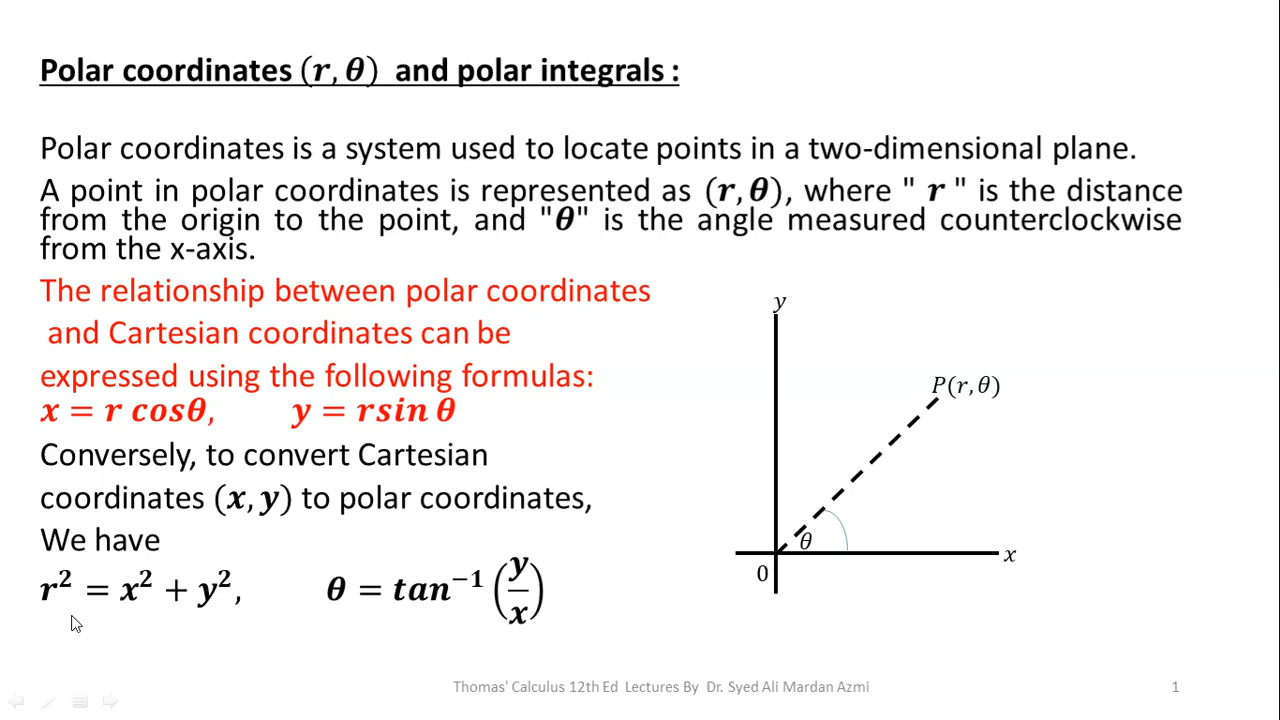 Polar coordinates (r, θ) and polar integrals :
Polar coordinates is a system used to locate points in a two-dimensional plane.
A point in polar coordinates is represented as (r, θ), where " r " is the distance
from the origin to the point, and "θ" is the angle measured counterclockwise
from the x-axis.
The relationship between polar coordinates
and Cartesian coordinates can be
expressed using the following formulas:
x = r cosθ, y = rsin θ
Conversely, to convert Cartesian
coordinates (x, y) to polar coordinates,
We have
r² = x² + y², θ = tan⁻¹ (y/x)
y
P(r, θ)
θ
x
0
Thomas' Calculus 12th Ed Lectures By Dr. Syed Ali Mardan Azmi
1